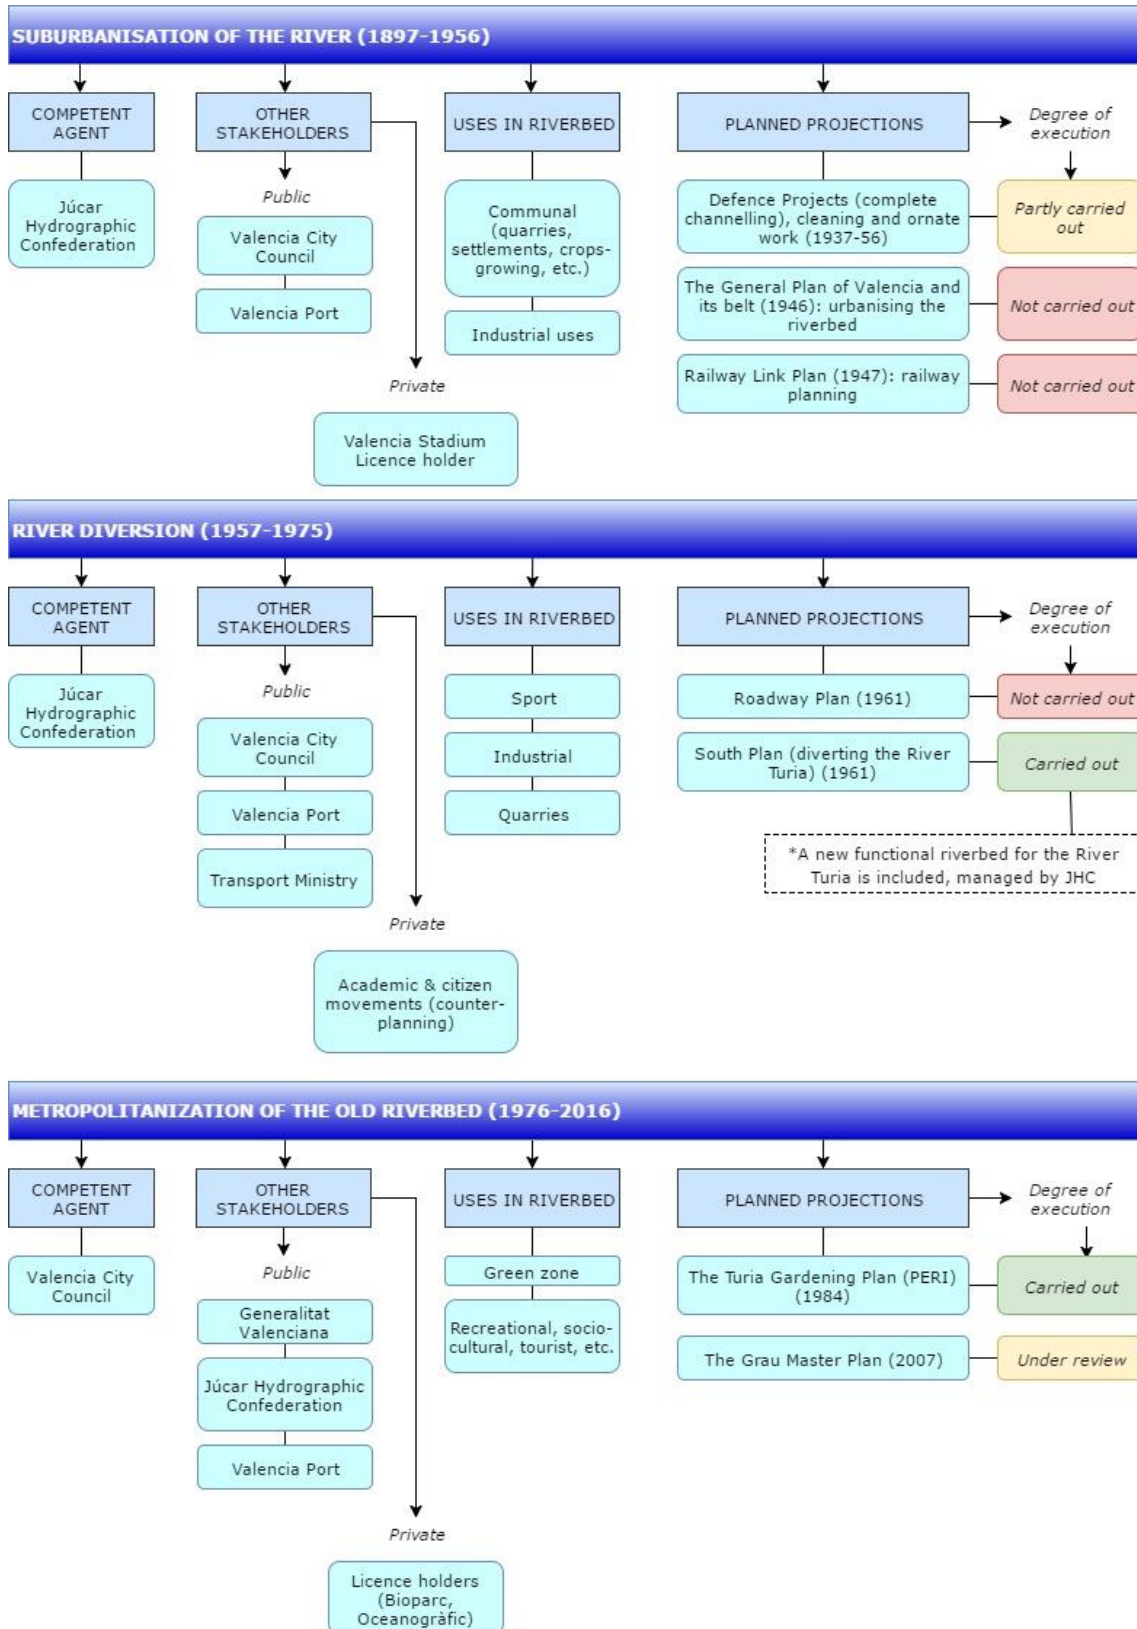 SUBURBANISATION OF THE RIVER (1897-1956)
COMPETENT
AGENT
Júcar
Hydrographic
Confederation
OTHER
STAKEHOLDERS
Public
Valencia City
Council
Valencia Port
Private
Valencia Stadium
Licence holder
USES IN RIVERBED
Communal
(quarries,
settlements, crops-
growing, etc.)
Industrial uses
PLANNED PROJECTIONS
Degree of
execution
Defence Projects (complete
channelling), cleaning and ornate
work (1937-56)
Partly carried
out
The General Plan of Valencia and
its belt (1946): urbanising the
riverbed
Not carried out
Railway Link Plan (1947): railway
planning
Not carried out
RIVER DIVERSION (1957-1975)
COMPETENT
AGENT
Júcar
Hydrographic
Confederation
OTHER
STAKEHOLDERS
Public
Valencia City
Council
Valencia Port
Transport Ministry
Private
Academic & citizen
movements (counter-
planning)
USES IN RIVERBED
Sport
Industrial
Quarries
PLANNED PROJECTIONS
Degree of
execution
Roadway Plan (1961)
Not carried out
South Plan (diverting the River
Turia) (1961)
Carried out
*A new functional riverbed for the River
Turia is included, managed by JHC
METROPOLITANIZATION OF THE OLD RIVERBED (1976-2016)
COMPETENT
AGENT
Valencia City
Council
OTHER
STAKEHOLDERS
Public
Generalitat
Valenciana
Júcar Hydrographic
Confederation
Valencia Port
Private
Licence holders
(Bioparc,
Oceanogràfic)
USES IN RIVERBED
Green zone
Recreational, socio-
cultural, tourist, etc.
PLANNED PROJECTIONS
Degree of
execution
The Turia Gardening Plan (PERI)
(1984)
Carried out
The Grau Master Plan (2007)
Under review